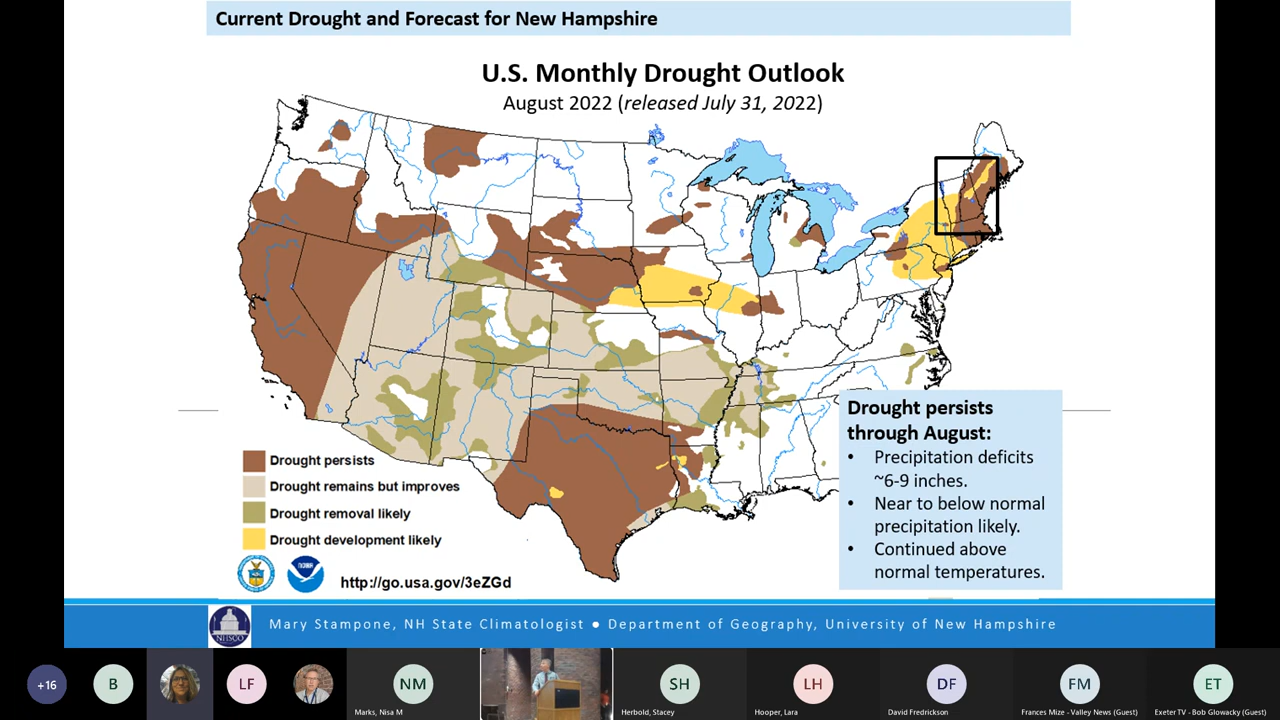 Current Drought and Forecast for New Hampshire
U.S. Monthly Drought Outlook
August 2022 (released July 31, 2022)
Drought persists
Drought remains but improves
Drought removal likely
Drought development likely
http://go.usa.gov/3eZGd
Drought persists
through August:
• Precipitation deficits
~6-9 inches.
• Near to below normal
precipitation likely.
• Continued above
normal temperatures.
NHSCO
Mary Stampone, NH State Climatologist ● Department of Geography, University of New Hampshire
+16
B
LF
NM
SH
LH
DF
FM
ET
Marks, Nisa M
Herbold, Stacey
Hooper, Lara
David Fredrickson
Frances Mize - Valley News (Guest)
Exeter TV - Bob Glowacky (Guest)